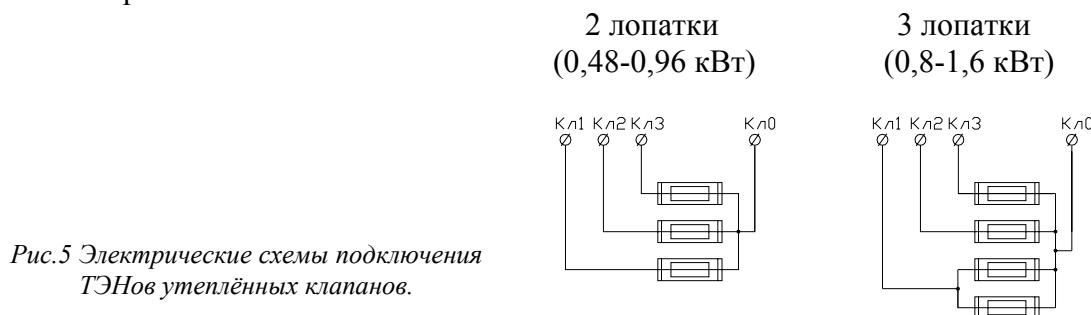 2 лопатки 3 лопатки
(0,48-0,96 кВт) (0,8-1,6 кВт)
Кл1 Кл2 Кл3 Кл0 Кл1 Кл2 Кл3 Кл0
Рис.5 Электрические схемы подключения
ТЭНов утеплённых клапанов.